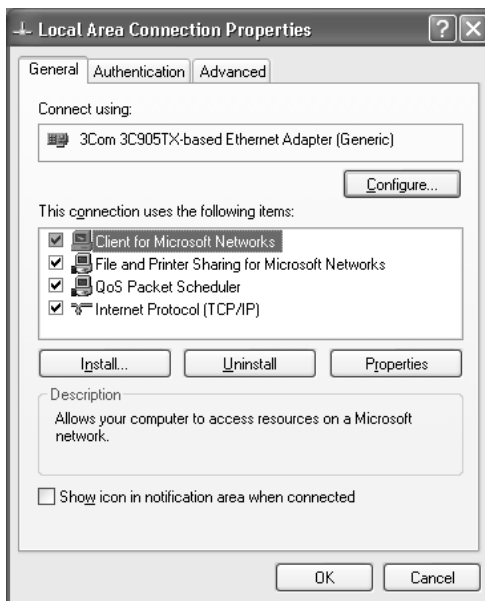 Local Area Connection Properties
General Authentication Advanced
Connect using:
3Com 3C905TX-based Ethernet Adapter (Generic)
Configure...
This connection uses the following items:
Client for Microsoft Networks
File and Printer Sharing for Microsoft Networks
QoS Packet Scheduler
Internet Protocol (TCP/IP)
Install... Uninstall Properties
Description
Allows your computer to access resources on a Microsoft
network.
Show icon in notification area when connected
OK Cancel